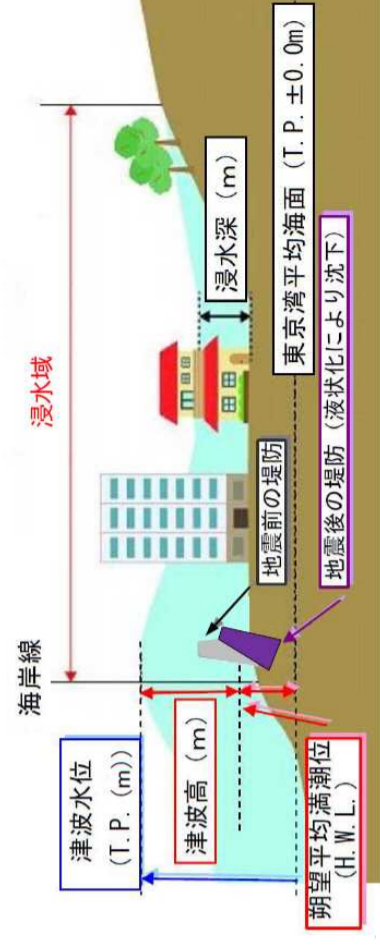 浸水域
海岸線
津波水位
(T.P.(m))
津波高(m)
朔望平均満潮位
(H.W.L.)
浸水深(m)
地震前の堤防
東京湾平均海面(T.P.±0.0m)
地震後の堤防(液状化により沈下)